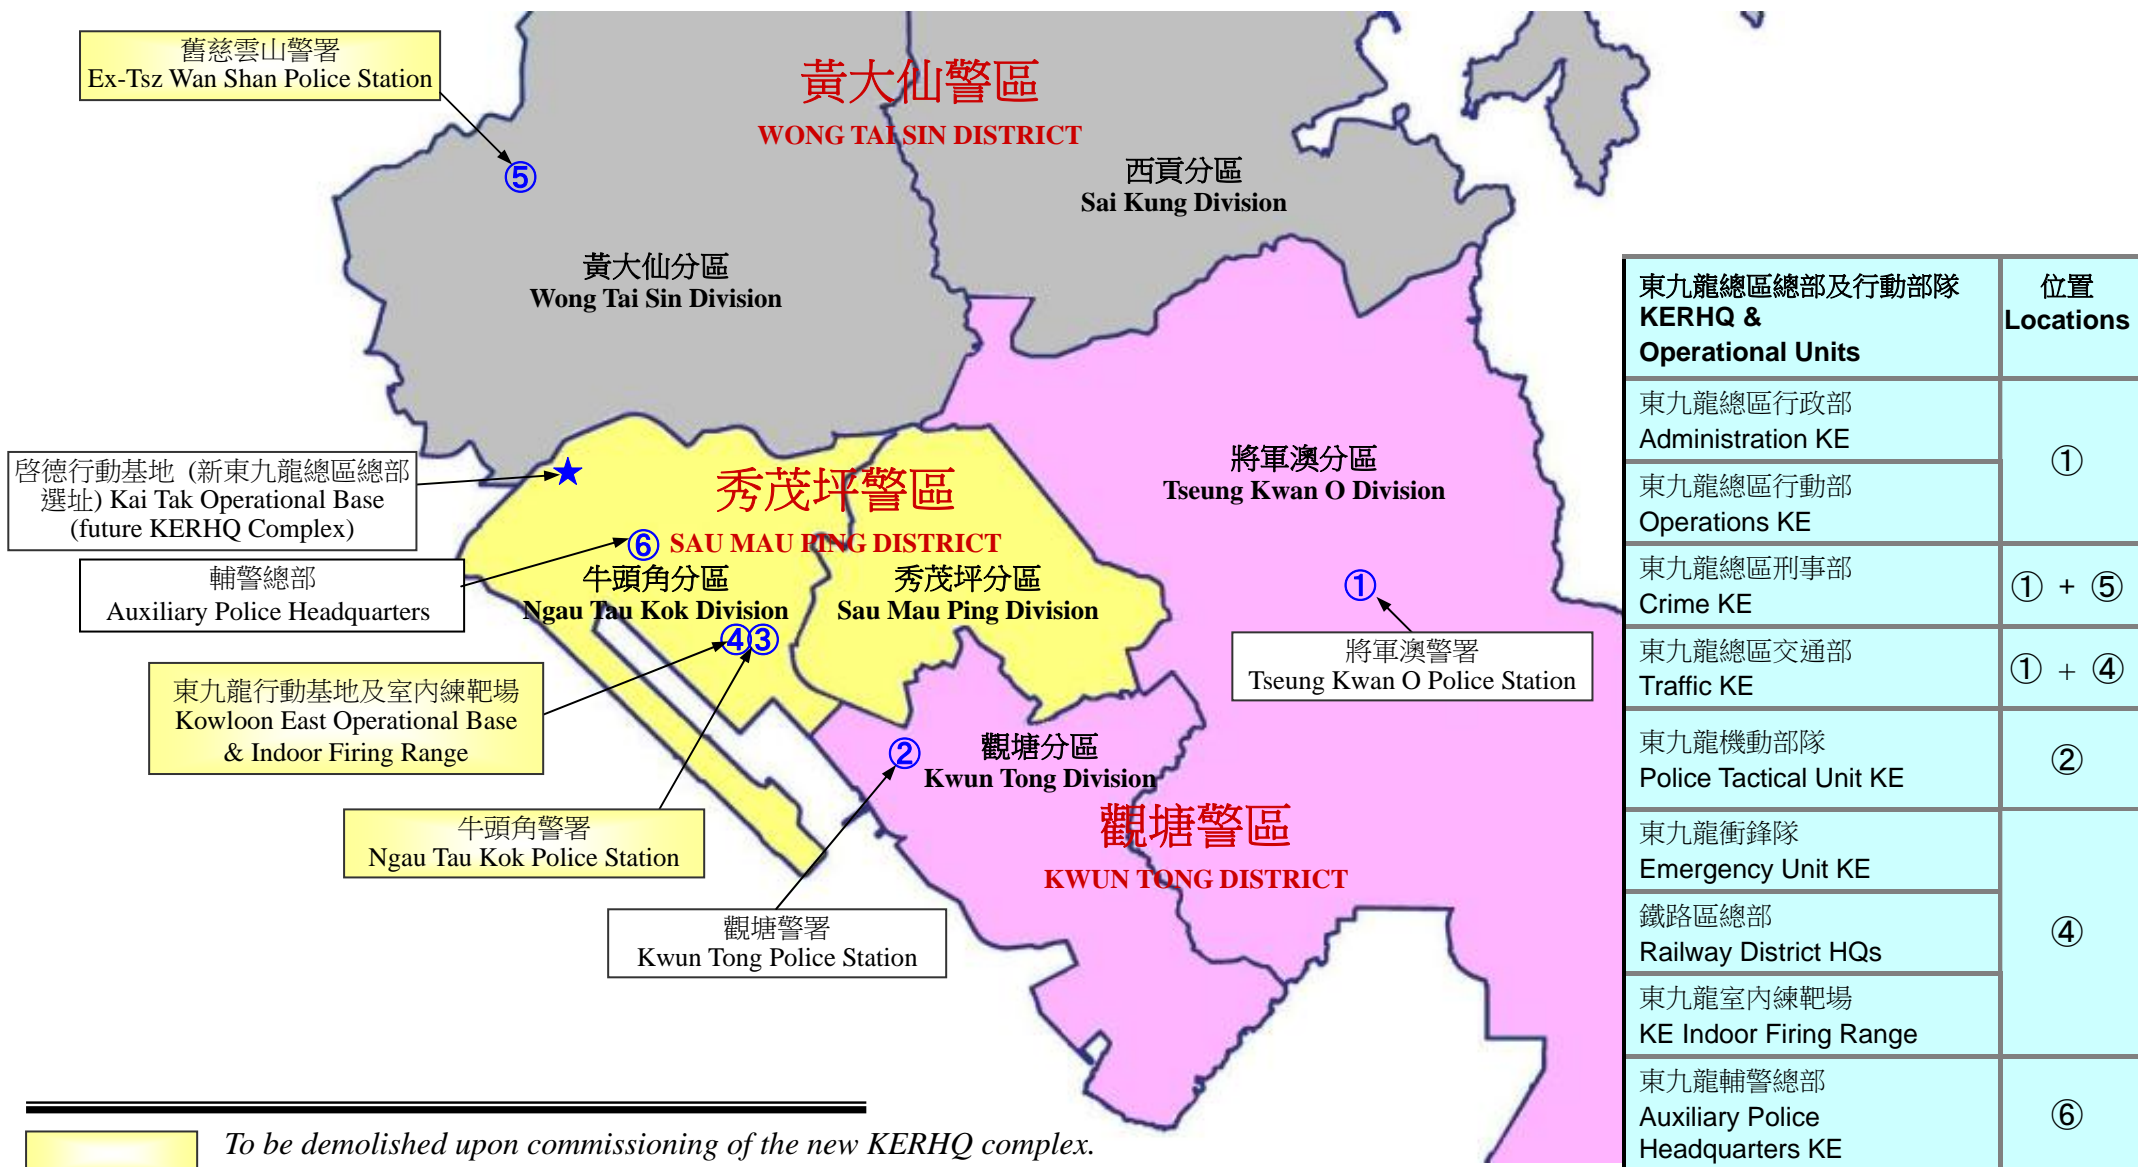 舊慈雲山警署
Ex-Tsz Wan Shan Police Station
⑤
黃大仙警區
WONG TAI SIN DISTRICT
西貢分區
Sai Kung Division
黃大仙分區
Wong Tai Sin Division
啓德行動基地 (新東九龍總區總部
選址) Kai Tak Operational Base
(future KERHQ Complex)
★
秀茂坪警區
SAU MAU PING DISTRICT
⑥
輔警總部
Auxiliary Police Headquarters
牛頭角分區
Ngau Tau Kok Division
秀茂坪分區
Sau Mau Ping Division
將軍澳分區
Tseung Kwan O Division
①
將軍澳警署
Tseung Kwan O Police Station
④③
東九龍行動基地及室內練靶場
Kowloon East Operational Base
& Indoor Firing Range
牛頭角警署
Ngau Tau Kok Police Station
②
觀塘分區
Kwun Tong Division
觀塘警區
KWUN TONG DISTRICT
觀塘警署
Kwun Tong Police Station
東九龍總區總部及行動部隊
KERHQ &
Operational Units
位置
Locations
東九龍總區行政部
Administration KE
①
東九龍總區行動部
Operations KE
東九龍總區刑事部
Crime KE
① + ⑤
東九龍總區交通部
Traffic KE
① + ④
東九龍機動部隊
Police Tactical Unit KE
②
東九龍衝鋒隊
Emergency Unit KE
鐵路區總部
Railway District HQs
④
東九龍室內練靶場
KE Indoor Firing Range
東九龍輔警總部
Auxiliary Police
Headquarters KE
⑥
To be demolished upon commissioning of the new KERHQ complex.